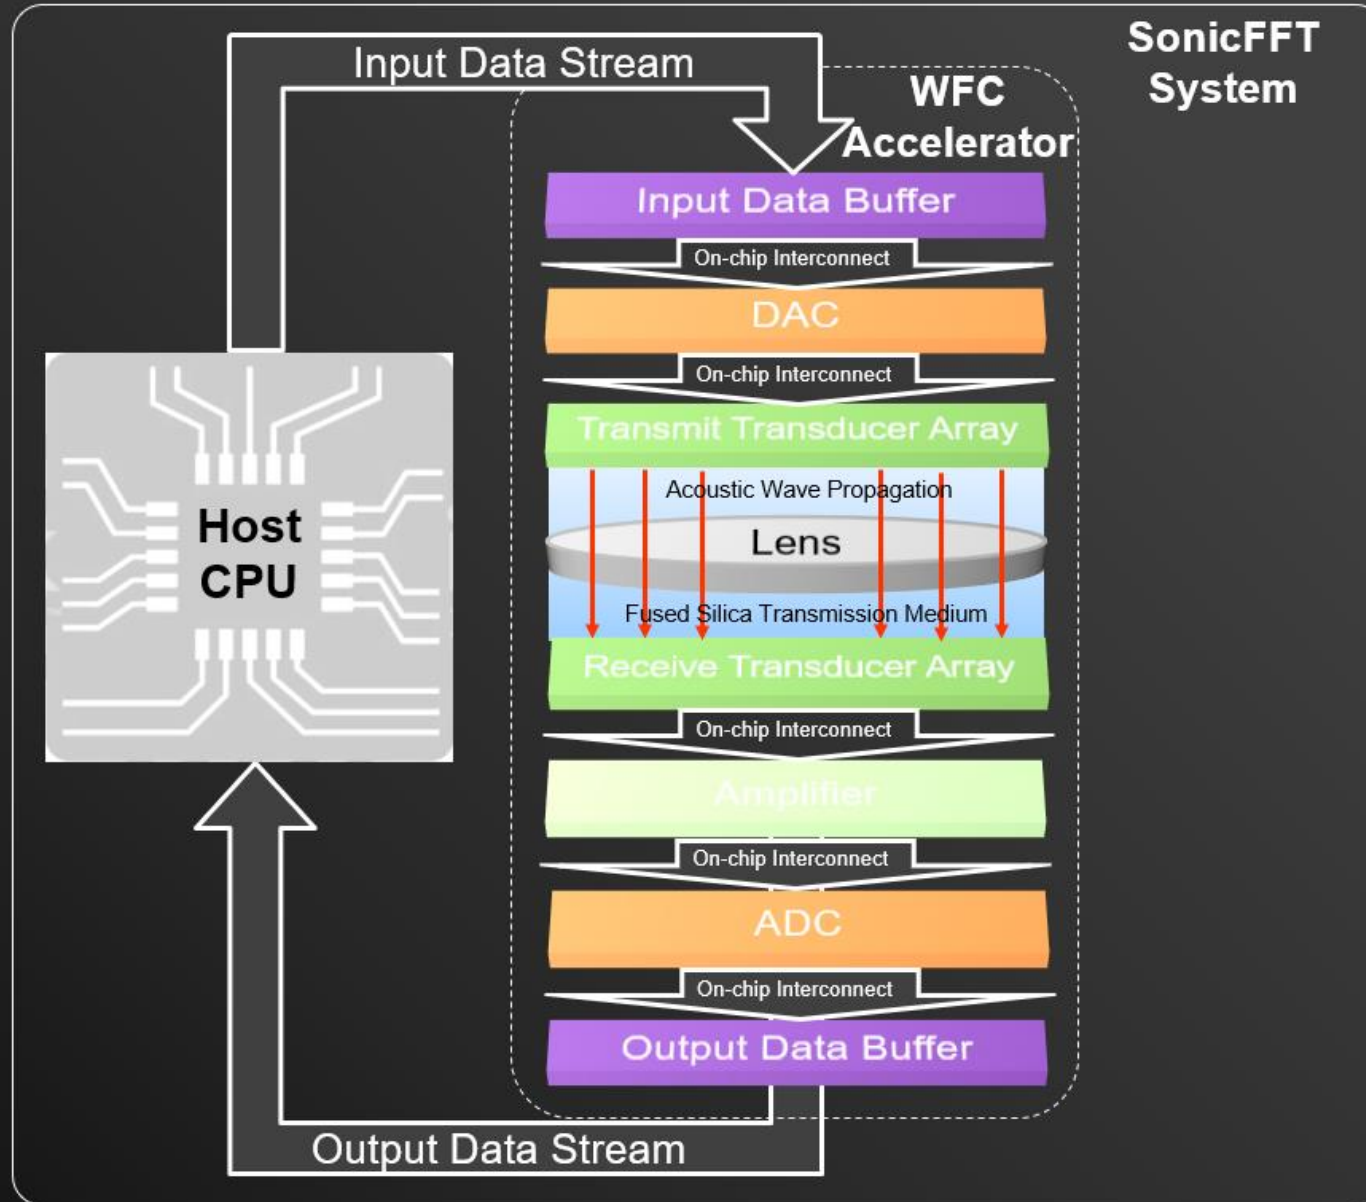 SonicFFT
System
Input Data Stream
WFC
Accelerator
Input Data Buffer
On-chip Interconnect
DAC
On-chip Interconnect
Transmit Transducer Array
Acoustic Wave Propagation
Lens
Fused Silica Transmission Medium
Receive Transducer Array
On-chip Interconnect
Amplifier
On-chip Interconnect
ADC
On-chip Interconnect
Output Data Buffer
Output Data Stream
Host
CPU